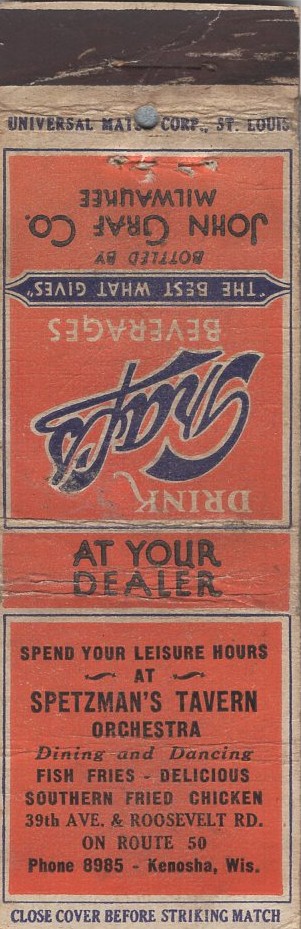 UNIVERSAL MATCH CORP., ST. LOUIS
DRINK
Graf's
BEVERAGES
"THE BEST WHAT GIVES"
BOTTLED BY
JOHN GRAF CO.
MILWAUKEE
AT YOUR
DEALER
SPEND YOUR LEISURE HOURS
AT
SPETZMAN'S TAVERN
ORCHESTRA
Dining and Dancing
FISH FRIES - DELICIOUS
SOUTHERN FRIED CHICKEN
39th AVE. & ROOSEVELT RD.
ON ROUTE 50
Phone 8985 - Kenosha, Wis.
CLOSE COVER BEFORE STRIKING MATCH